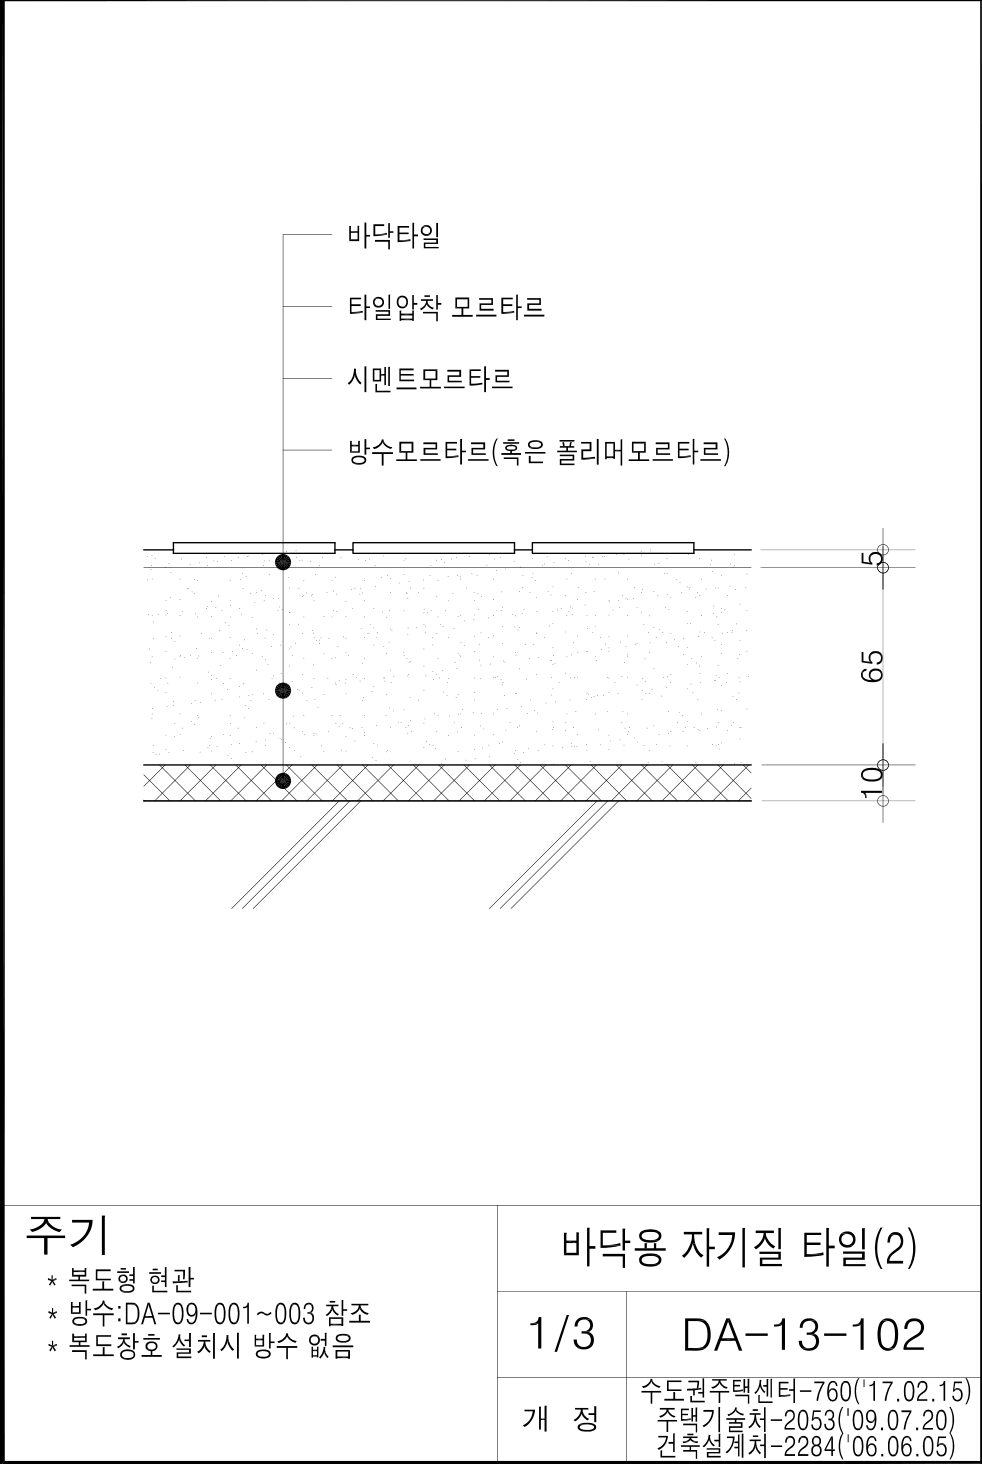 바닥타일
타일압착 모르타르
시멘트모르타르
방수모르타르(혹은 폴리머모르타르)
5
65
10
주기
* 복도형 현관
* 방수:DA-09-001~003 참조
* 복도창호 설치시 방수 없음
바닥용 자기질 타일(2)
1/3
DA-13-102
개 정
수도권주택센터-760('17.02.15)
주택기술처-2053('09.07.20)
건축설계처-2284('06.06.05)